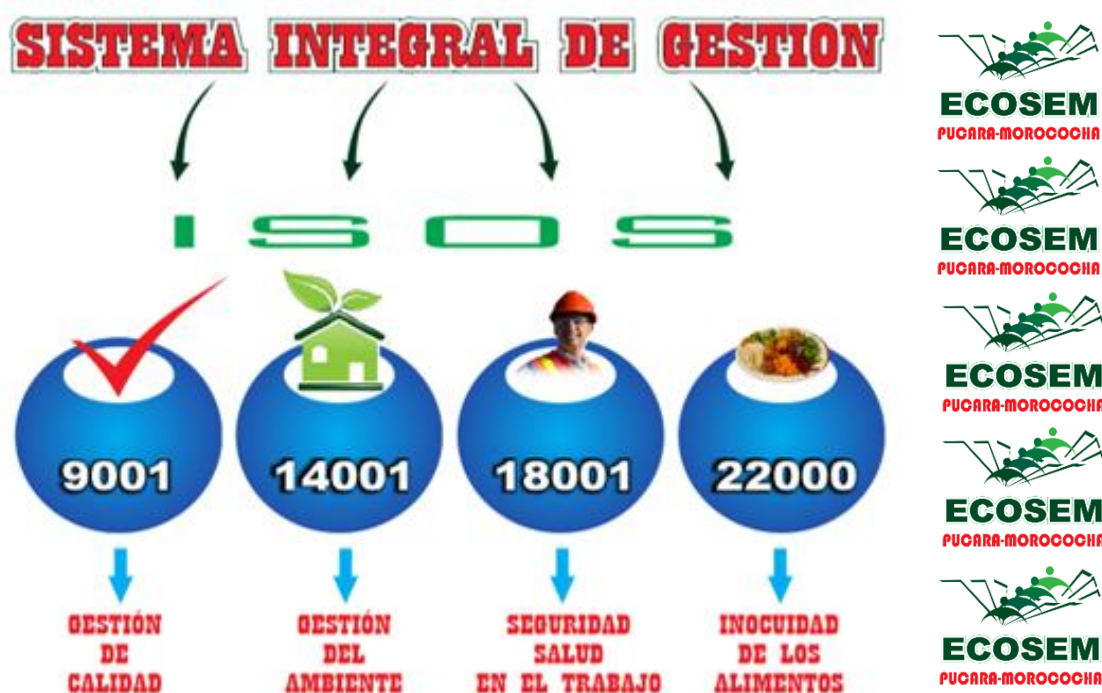 SISTEMA INTEGRAL DE GESTION
ISOS
9001
14001
18001
22000
GESTIÓN
DE
CALIDAD
GESTIÓN
DEL
AMBIENTE
SEGURIDAD
SALUD
EN EL TRABAJO
INOCUIDAD
DE LOS
ALIMENTOS
ECOSEM
PUCARA-MOROCOCHA
ECOSEM
PUCARA-MOROCOCHA
ECOSEM
PUCARA-MOROCOCHA
ECOSEM
PUCARA-MOROCOCHA
ECOSEM
PUCARA-MOROCOCHA